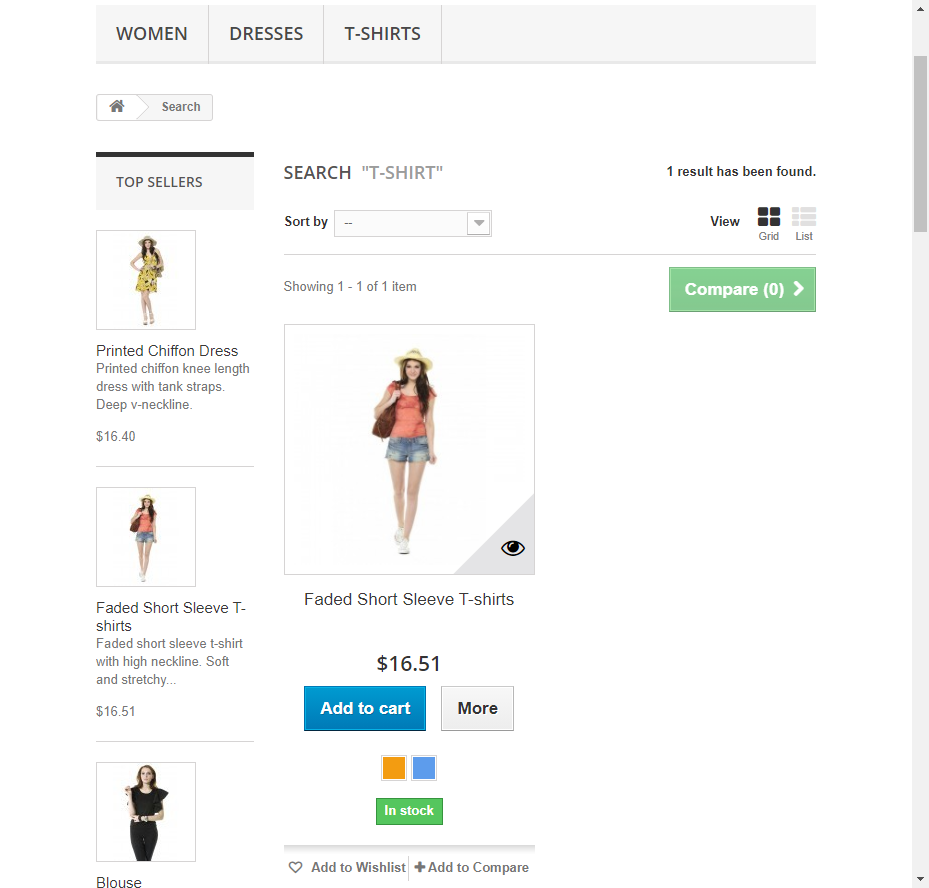 WOMEN DRESSES T-SHIRTS
Search
TOP SELLERS
Printed Chiffon Dress
Printed chiffon knee length
dress with tank straps.
Deep v-neckline.
$16.40
Faded Short Sleeve T-
shirts
Faded short sleeve t-shirt
with high neckline. Soft
and stretchy...
$16.51
Blouse
SEARCH "T-SHIRT"
1 result has been found.
Sort by --
View
Grid
List
Showing 1 - 1 of 1 item
Compare (0)
Faded Short Sleeve T-shirts
$16.51
Add to cart
More
In stock
Add to Wishlist
Add to Compare